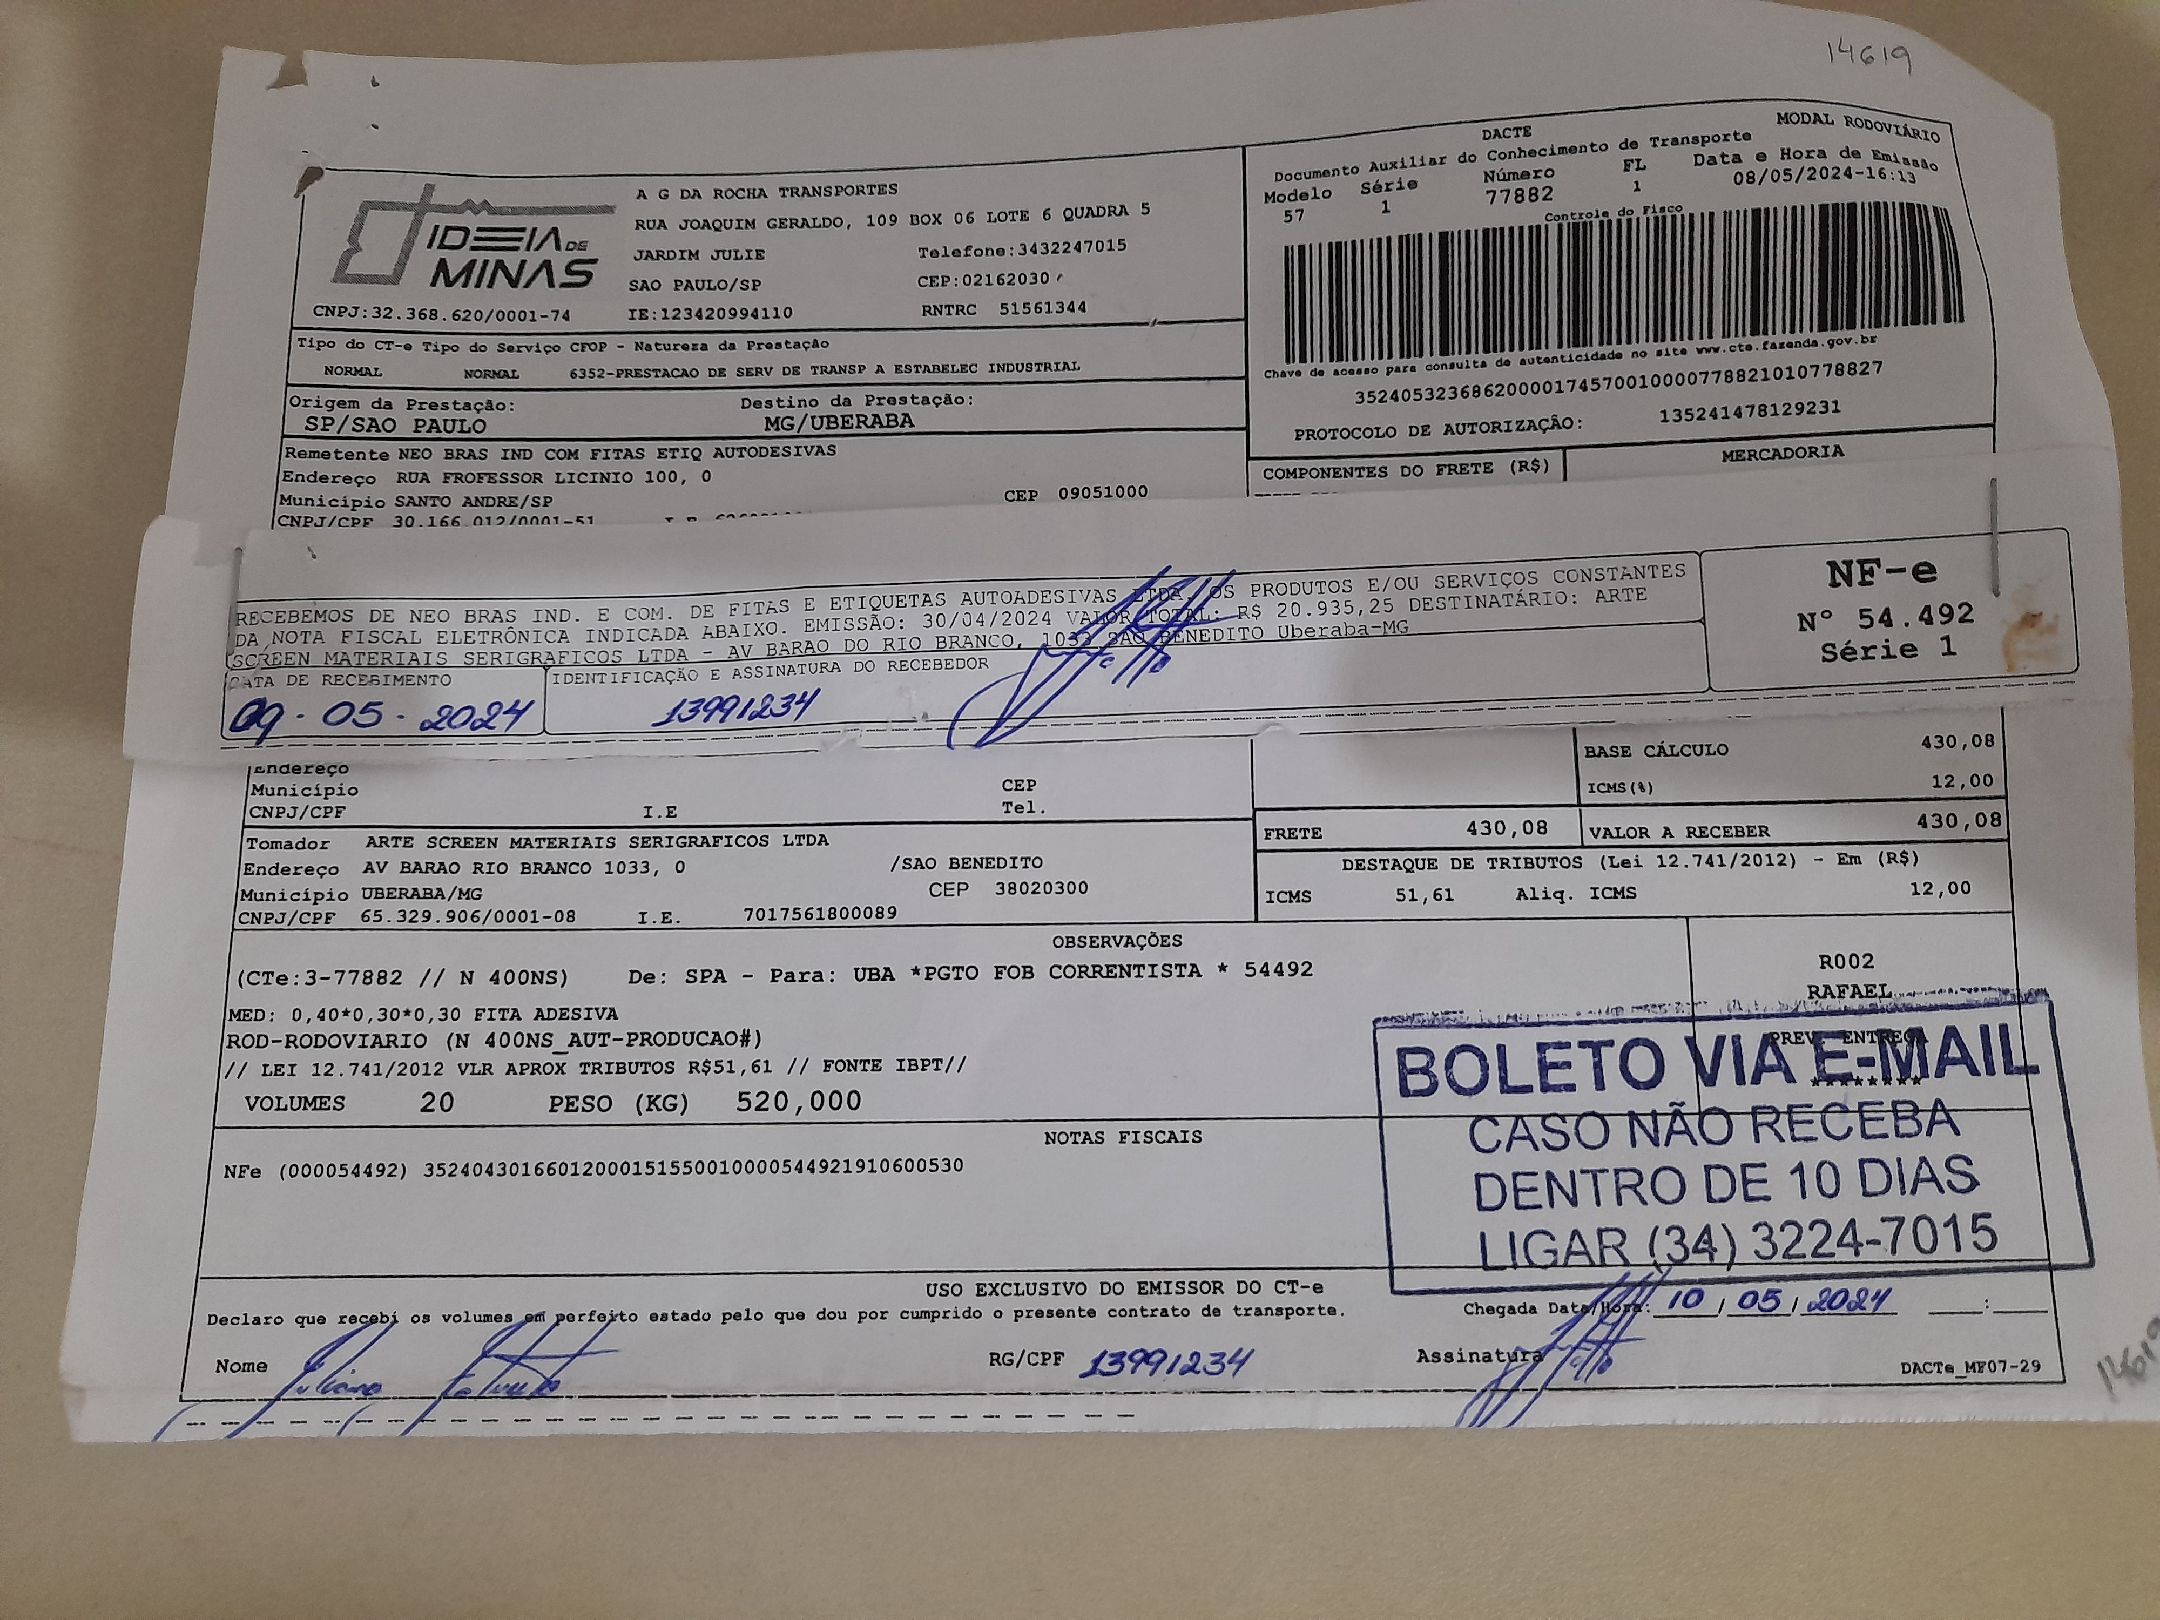 14619
MODAL RODOVIÁRIO
DACTE
Documento Auxiliar do Conhecimento de Transporte
Modelo Série Número FL Data e Hora de Emissão
57 1 77882 1 08/05/2024-16:13
Controle do Fisco
IDEIA DE
MINAS
A G DA ROCHA TRANSPORTES
RUA JOAQUIM GERALDO, 109 BOX 06 LOTE 6 QUADRA 5
JARDIM JULIE Telefone:3432247015
SAO PAULO/SP CEP:02162030
CNPJ:32.368.620/0001-74 IE:123420994110 RNTRC 51561344
Chave de acesso para consulta de autenticidade no site www.cte.fazenda.gov.br
35240532368620000174570010000778821010778827
PROTOCOLO DE AUTORIZAÇÃO: 135241478129231
Tipo do CT-e Tipo do Serviço CFOP - Natureza da Prestação
NORMAL NORMAL 6352-PRESTACAO DE SERV DE TRANSP A ESTABELEC INDUSTRIAL
Origem da Prestação: Destino da Prestação:
SP/SAO PAULO MG/UBERABA
Remetente NEO BRAS IND COM FITAS ETIQ AUTODESIVAS
Endereço RUA FROFESSOR LICINIO 100, 0
Município SANTO ANDRE/SP CEP 09051000
CNPJ/CPF 30.166.012/0001-51
COMPONENTES DO FRETE (R$) MERCADORIA
RECEBEMOS DE NEO BRAS IND. E COM. DE FITAS E ETIQUETAS AUTOADESIVAS LTDA, OS PRODUTOS E/OU SERVIÇOS CONSTANTES
DA NOTA FISCAL ELETRÔNICA INDICADA ABAIXO. EMISSÃO: 30/04/2024 VALOR TOTAL: R$ 20.935,25 DESTINATÁRIO: ARTE
SCREEN MATERIAIS SERIGRAFICOS LTDA - AV BARAO DO RIO BRANCO, 1033 SAO BENEDITO Uberaba-MG
DATA DE RECEBIMENTO IDENTIFICAÇÃO E ASSINATURA DO RECEBEDOR
09-05-2024 13991234
NF-e
Nº 54.492
Série 1
Endereço
Município CEP
CNPJ/CPF I.E Tel.
BASE CÁLCULO 430,08
ICMS(%) 12,00
FRETE 430,08 VALOR A RECEBER 430,08
Tomador ARTE SCREEN MATERIAIS SERIGRAFICOS LTDA
Endereço AV BARAO RIO BRANCO 1033, 0 /SAO BENEDITO
Município UBERABA/MG CEP 38020300
CNPJ/CPF 65.329.906/0001-08 I.E. 7017561800089
DESTAQUE DE TRIBUTOS (Lei 12.741/2012) - Em (R$)
ICMS 51,61 Aliq. ICMS 12,00
OBSERVAÇÕES
(CTe:3-77882 // N 400NS) De: SPA - Para: UBA *PGTO FOB CORRENTISTA * 54492
MED: 0,40*0,30*0,30 FITA ADESIVA
ROD-RODOVIARIO (N 400NS_AUT-PRODUCAO#)
// LEI 12.741/2012 VLR APROX TRIBUTOS R$51,61 // FONTE IBPT//
VOLUMES 20 PESO (KG) 520,000
R002
RAFAEL
PREV. ENTREGA
********
BOLETO VIA E-MAIL
CASO NÃO RECEBA
DENTRO DE 10 DIAS
LIGAR (34) 3224-7015
NOTAS FISCAIS
NFe (000054492) 35240430166012000151550010000544921910600530
USO EXCLUSIVO DO EMISSOR DO CT-e
Declaro que recebi os volumes em perfeito estado pelo que dou por cumprido o presente contrato de transporte.
Chegada Data/Hora: 10/05/2024 __:__
Nome Juliano RG/CPF 13991234 Assinatura
DACTe_MF07-29
14619